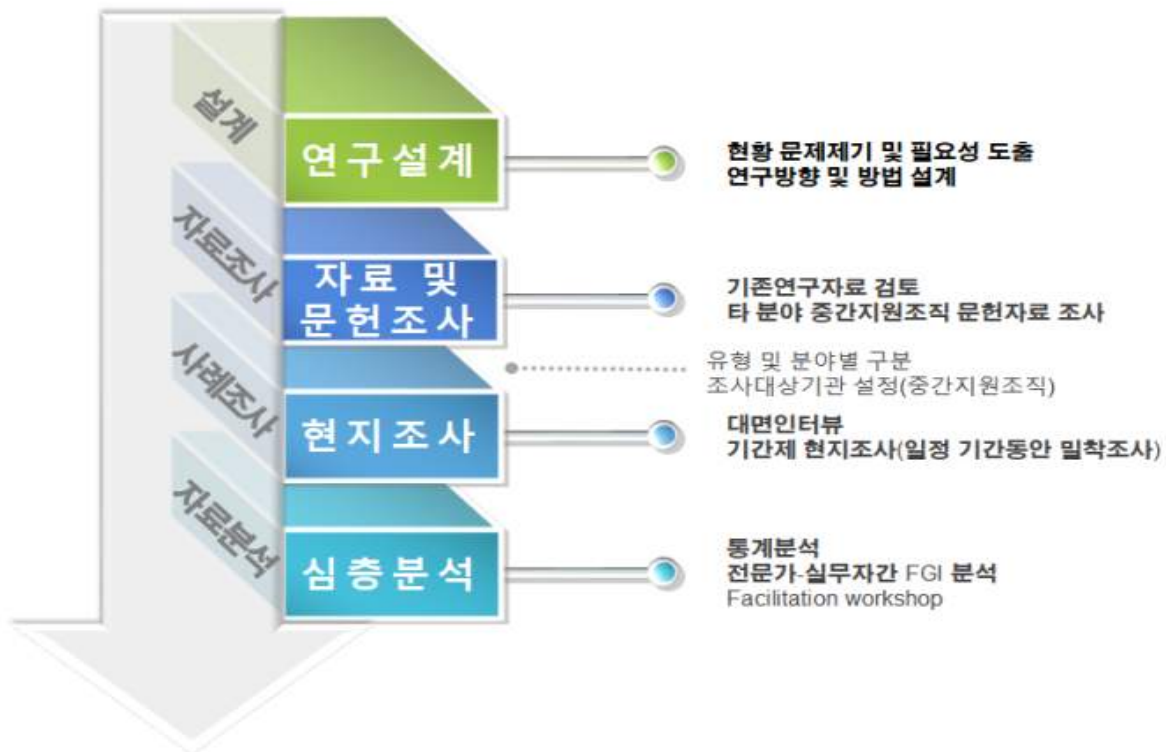 설계
연구설계
현황 문제제기 및 필요성 도출
연구방향 및 방법 설계
자료조사
자료 및
문헌조사
기존연구자료 검토
타 분야 중간지원조직 문헌자료 조사
유형 및 분야별 구분
조사대상기관 설정(중간지원조직)
사례조사
현지조사
대면인터뷰
기간제 현지조사(일정 기간동안 밀착조사)
자료분석
심층분석
통계분석
전문가-실무자간 FGI 분석
Facilitation workshop